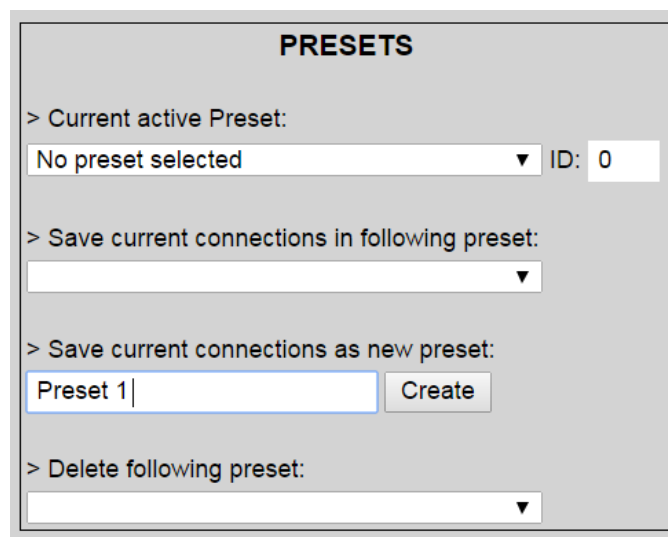 PRESETS
> Current active Preset:
No preset selected ▼ ID: 0
> Save current connections in following preset:
▼
> Save current connections as new preset:
Preset 1 Create
> Delete following preset:
▼